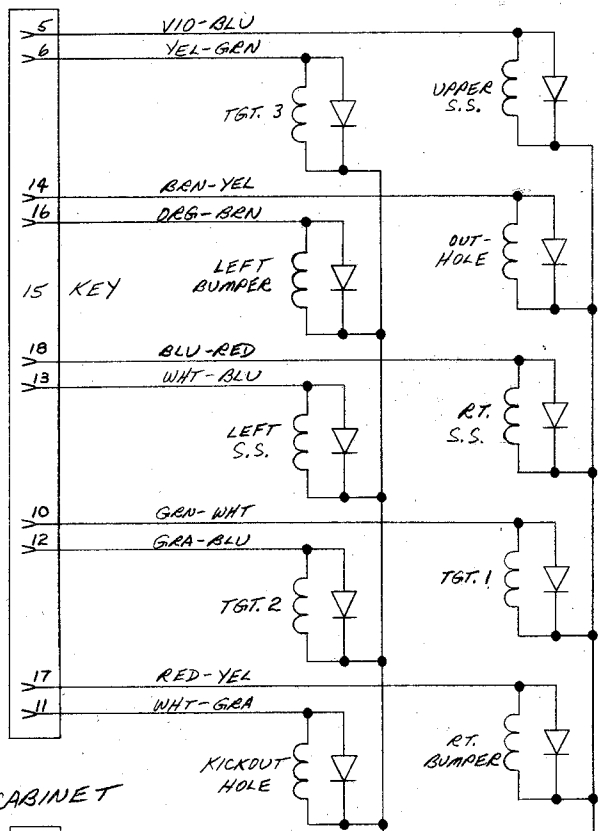 5 VIO-BLU
6 YEL-GRN
TGT. 3
UPPER
S.S.
14 BRN-YEL
16 ORG-BRN
LEFT
BUMPER
OUT-
HOLE
15 KEY
18 BLU-RED
13 WHT-BLU
LEFT
S.S.
RT.
S.S.
10 GRN-WHT
12 GRA-BLU
TGT. 2
TGT. 1
17 RED-YEL
11 WHT-GRA
KICKOUT
HOLE
RT.
BUMPER
CABINET